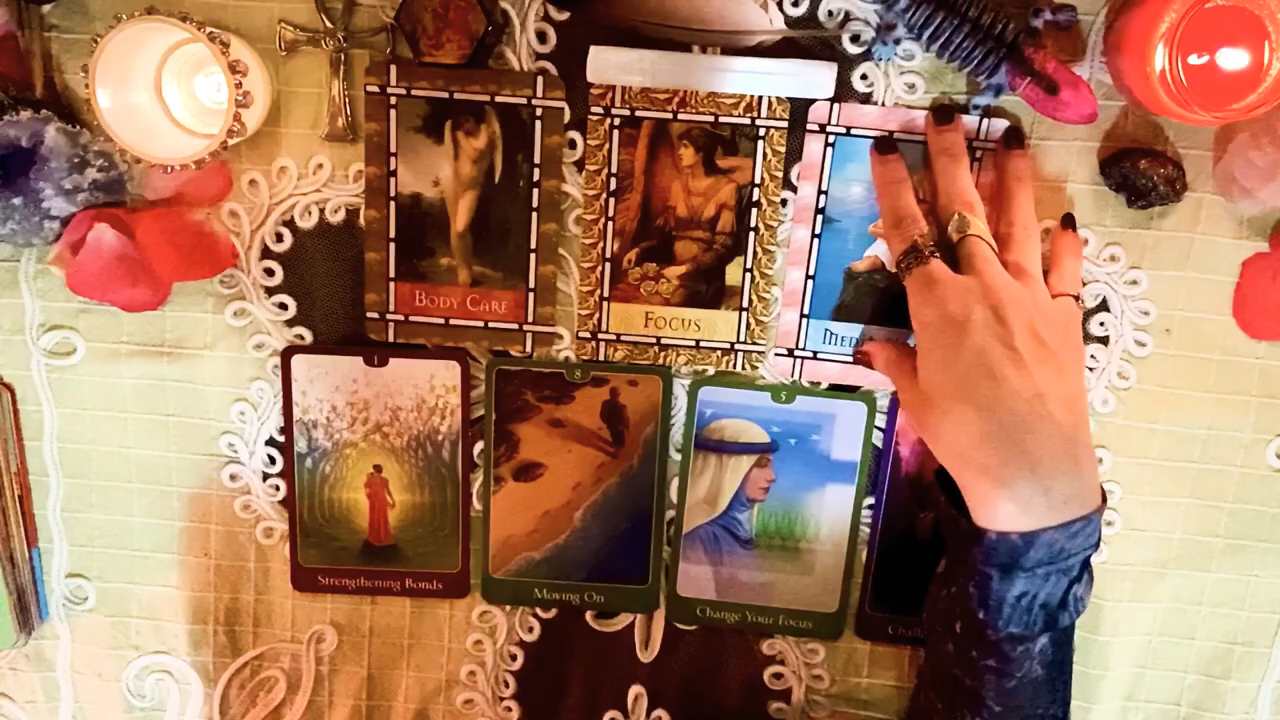 BODY CARE
FOCUS
1
8
5
Strengthening Bonds
Moving On
Change Your Focus